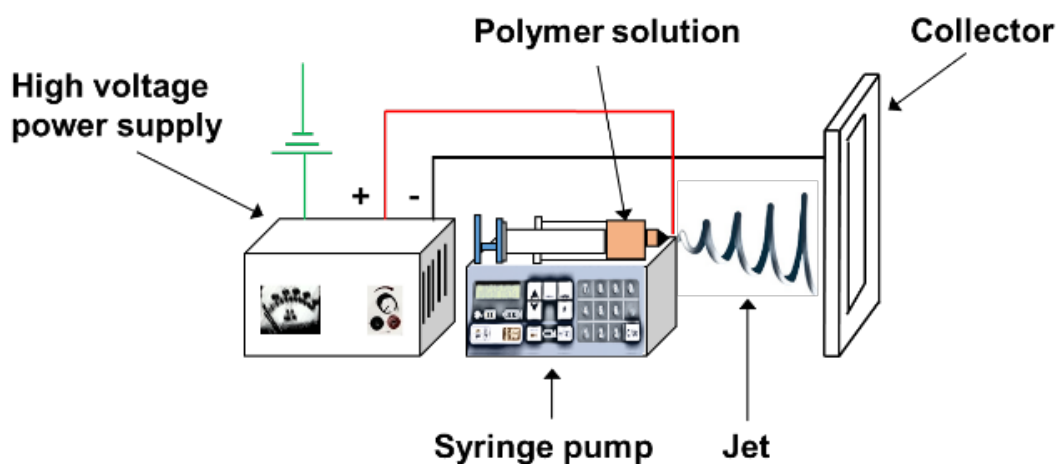 Polymer solution
Collector
High voltage
power supply
+ -
Syringe pump
Jet